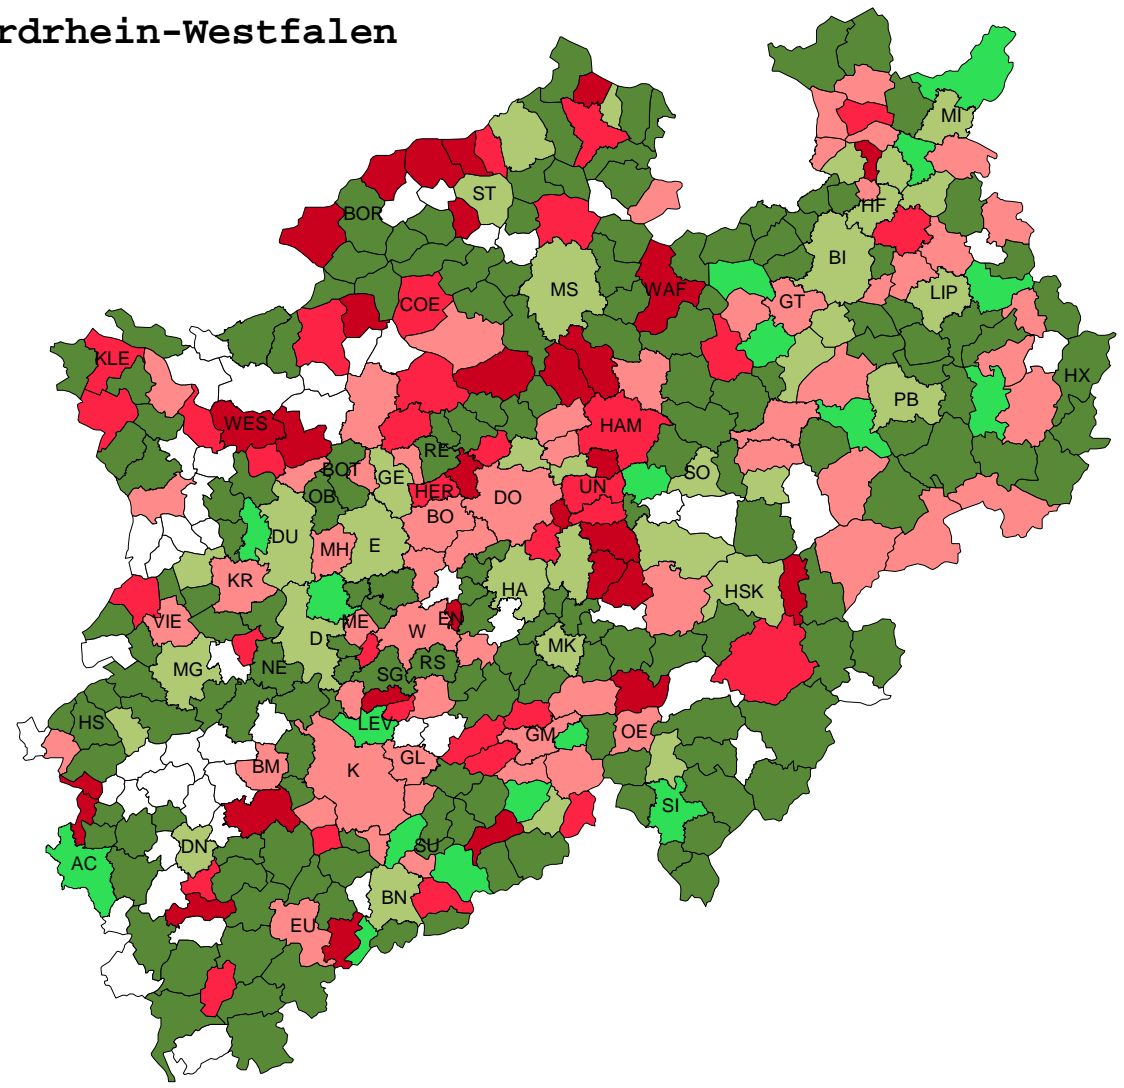 rdrhein-Westfalen
MI
ST
HF
BOR
BI
MS
WAF
GT
LIP
COE
KLE
HX
PB
WES
HAM
RE
BOT
GE
SO
OB
HER
UN
DO
BO
DU
MH
E
KR
HA
HSK
VIE
ME
EN
W
D
MK
MG
NE
SG
RS
HS
LEV
GM
OE
BM
K
GL
SI
DN
SU
AC
BN
EU